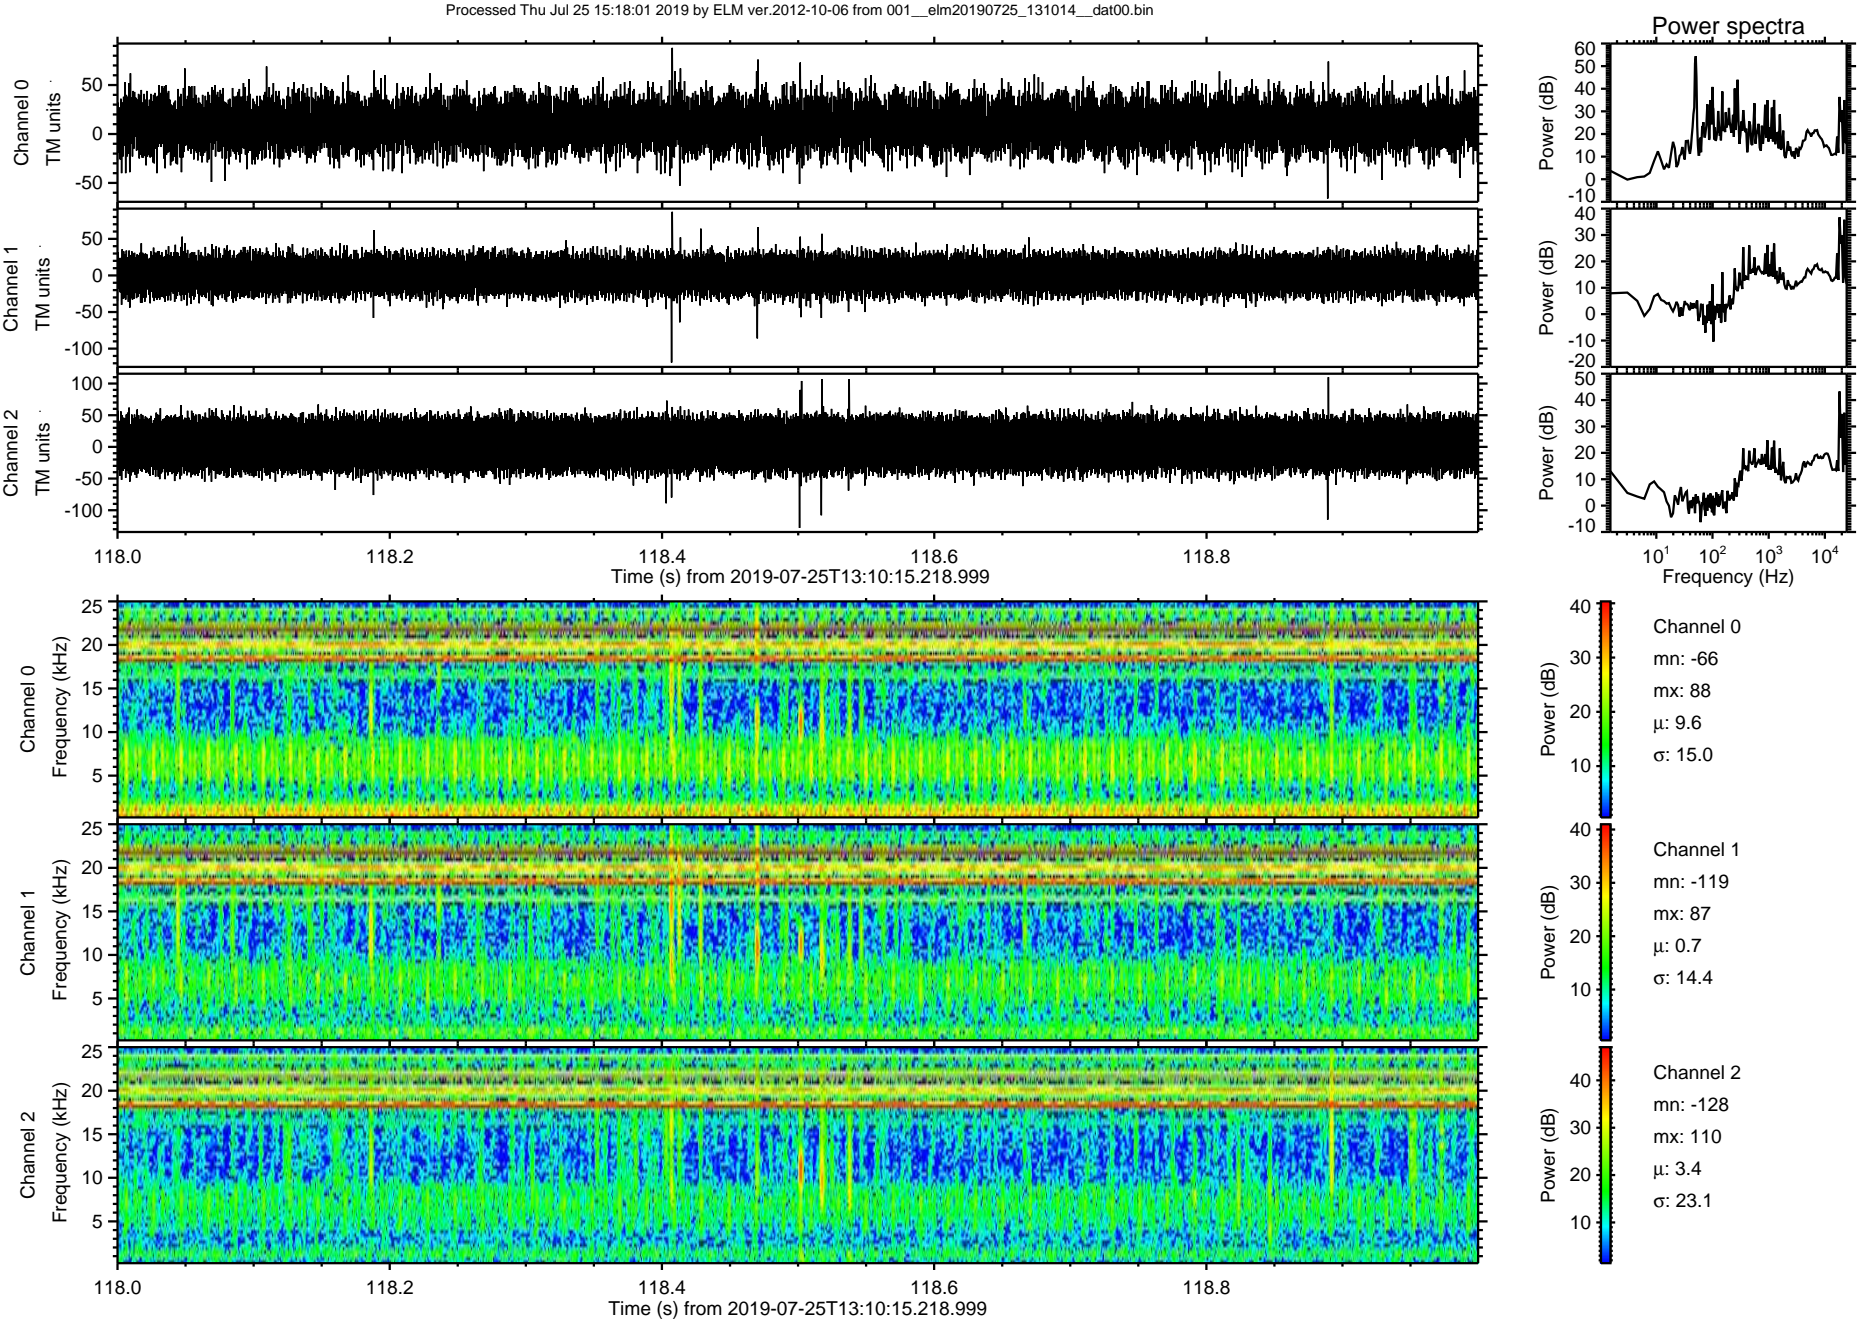 Processed Thu Jul 25 15:18:01 2019 by ELM ver.2012-10-06 from 001__elm20190725_131014__dat00.bin
Power spectra
Channel 0
TM units
50
0
-50
Power (dB)
60
50
40
30
20
10
0
-10
Channel 1
TM units
50
0
-50
-100
Power (dB)
40
30
20
10
0
-10
-20
Channel 2
TM units
100
50
0
-50
-100
Power (dB)
50
40
30
20
10
0
-10
118.0 118.2 118.4 118.6 118.8
Time (s) from 2019-07-25T13:10:15.218.999
10¹ 10² 10³ 10⁴
Frequency (Hz)
Channel 0
Frequency (kHz)
25
20
15
10
5
Power (dB)
40
30
20
10
Channel 0
mn: -66
mx: 88
μ: 9.6
σ: 15.0
Channel 1
Frequency (kHz)
25
20
15
10
5
Power (dB)
40
30
20
10
Channel 1
mn: -119
mx: 87
μ: 0.7
σ: 14.4
Channel 2
Frequency (kHz)
25
20
15
10
5
Power (dB)
40
30
20
10
Channel 2
mn: -128
mx: 110
μ: 3.4
σ: 23.1
118.0 118.2 118.4 118.6 118.8
Time (s) from 2019-07-25T13:10:15.218.999